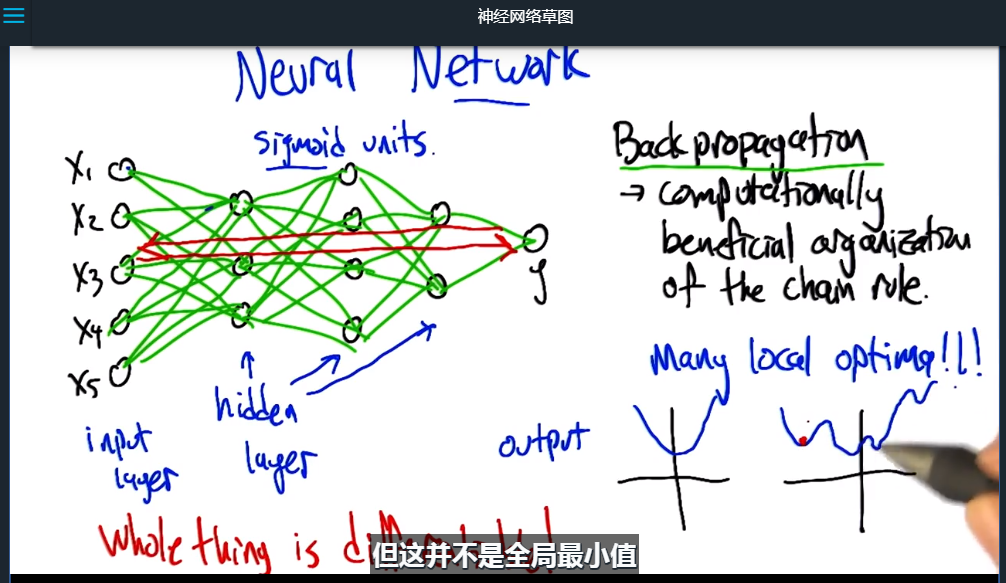 神经网络草图
Neural Network
sigmoid units.
X1
X2
X3
X4
X5
y
input
layer
hidden
layer
output
Backpropagation
→ computationally
beneficial organization
of the chain rule.
Many local optima!!!
Whole thing is
但这并不是全局最小值